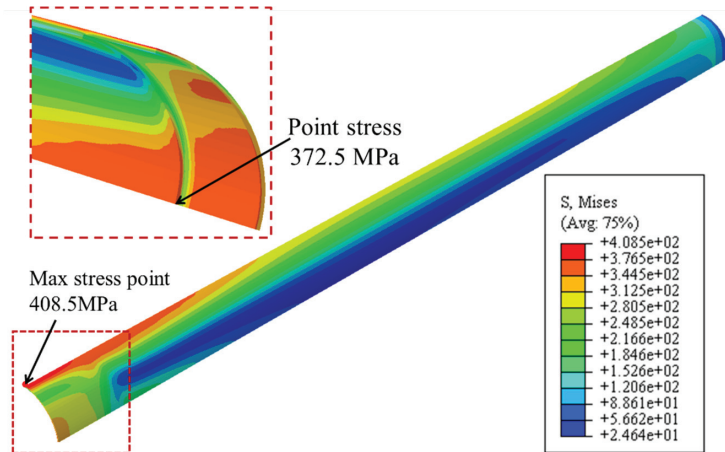 Point stress
372.5 MPa
Max stress point
408.5MPa
S, Mises
(Avg: 75%)
+4.085e+02
+3.765e+02
+3.445e+02
+3.125e+02
+2.805e+02
+2.485e+02
+2.166e+02
+1.846e+02
+1.526e+02
+1.206e+02
+8.861e+01
+5.662e+01
+2.464e+01